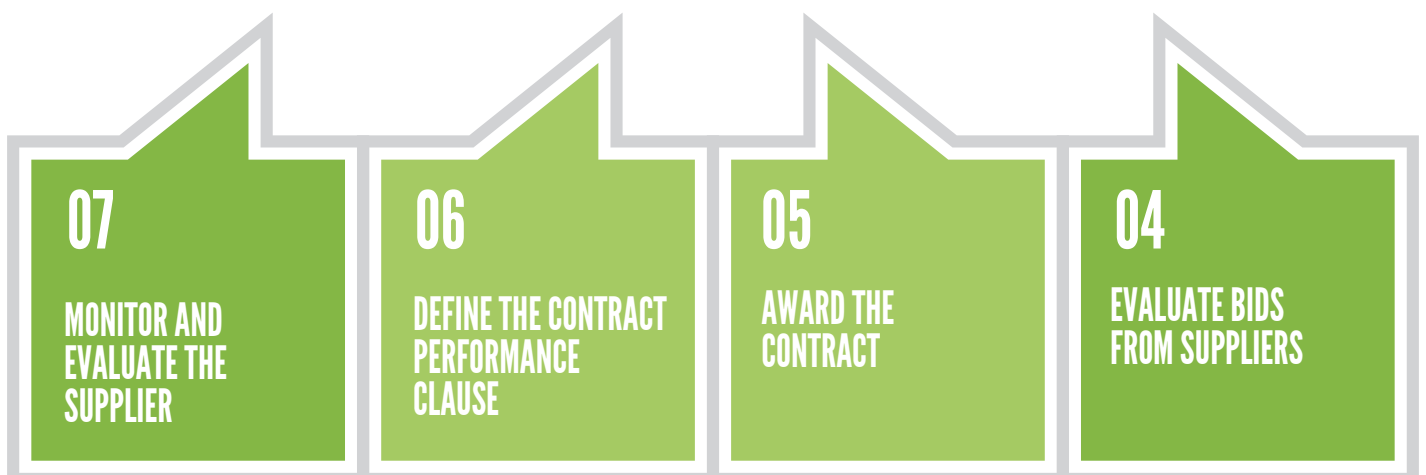 07
MONITOR AND
EVALUATE THE
SUPPLIER
06
DEFINE THE CONTRACT
PERFORMANCE
CLAUSE
05
AWARD THE
CONTRACT
04
EVALUATE BIDS
FROM SUPPLIERS